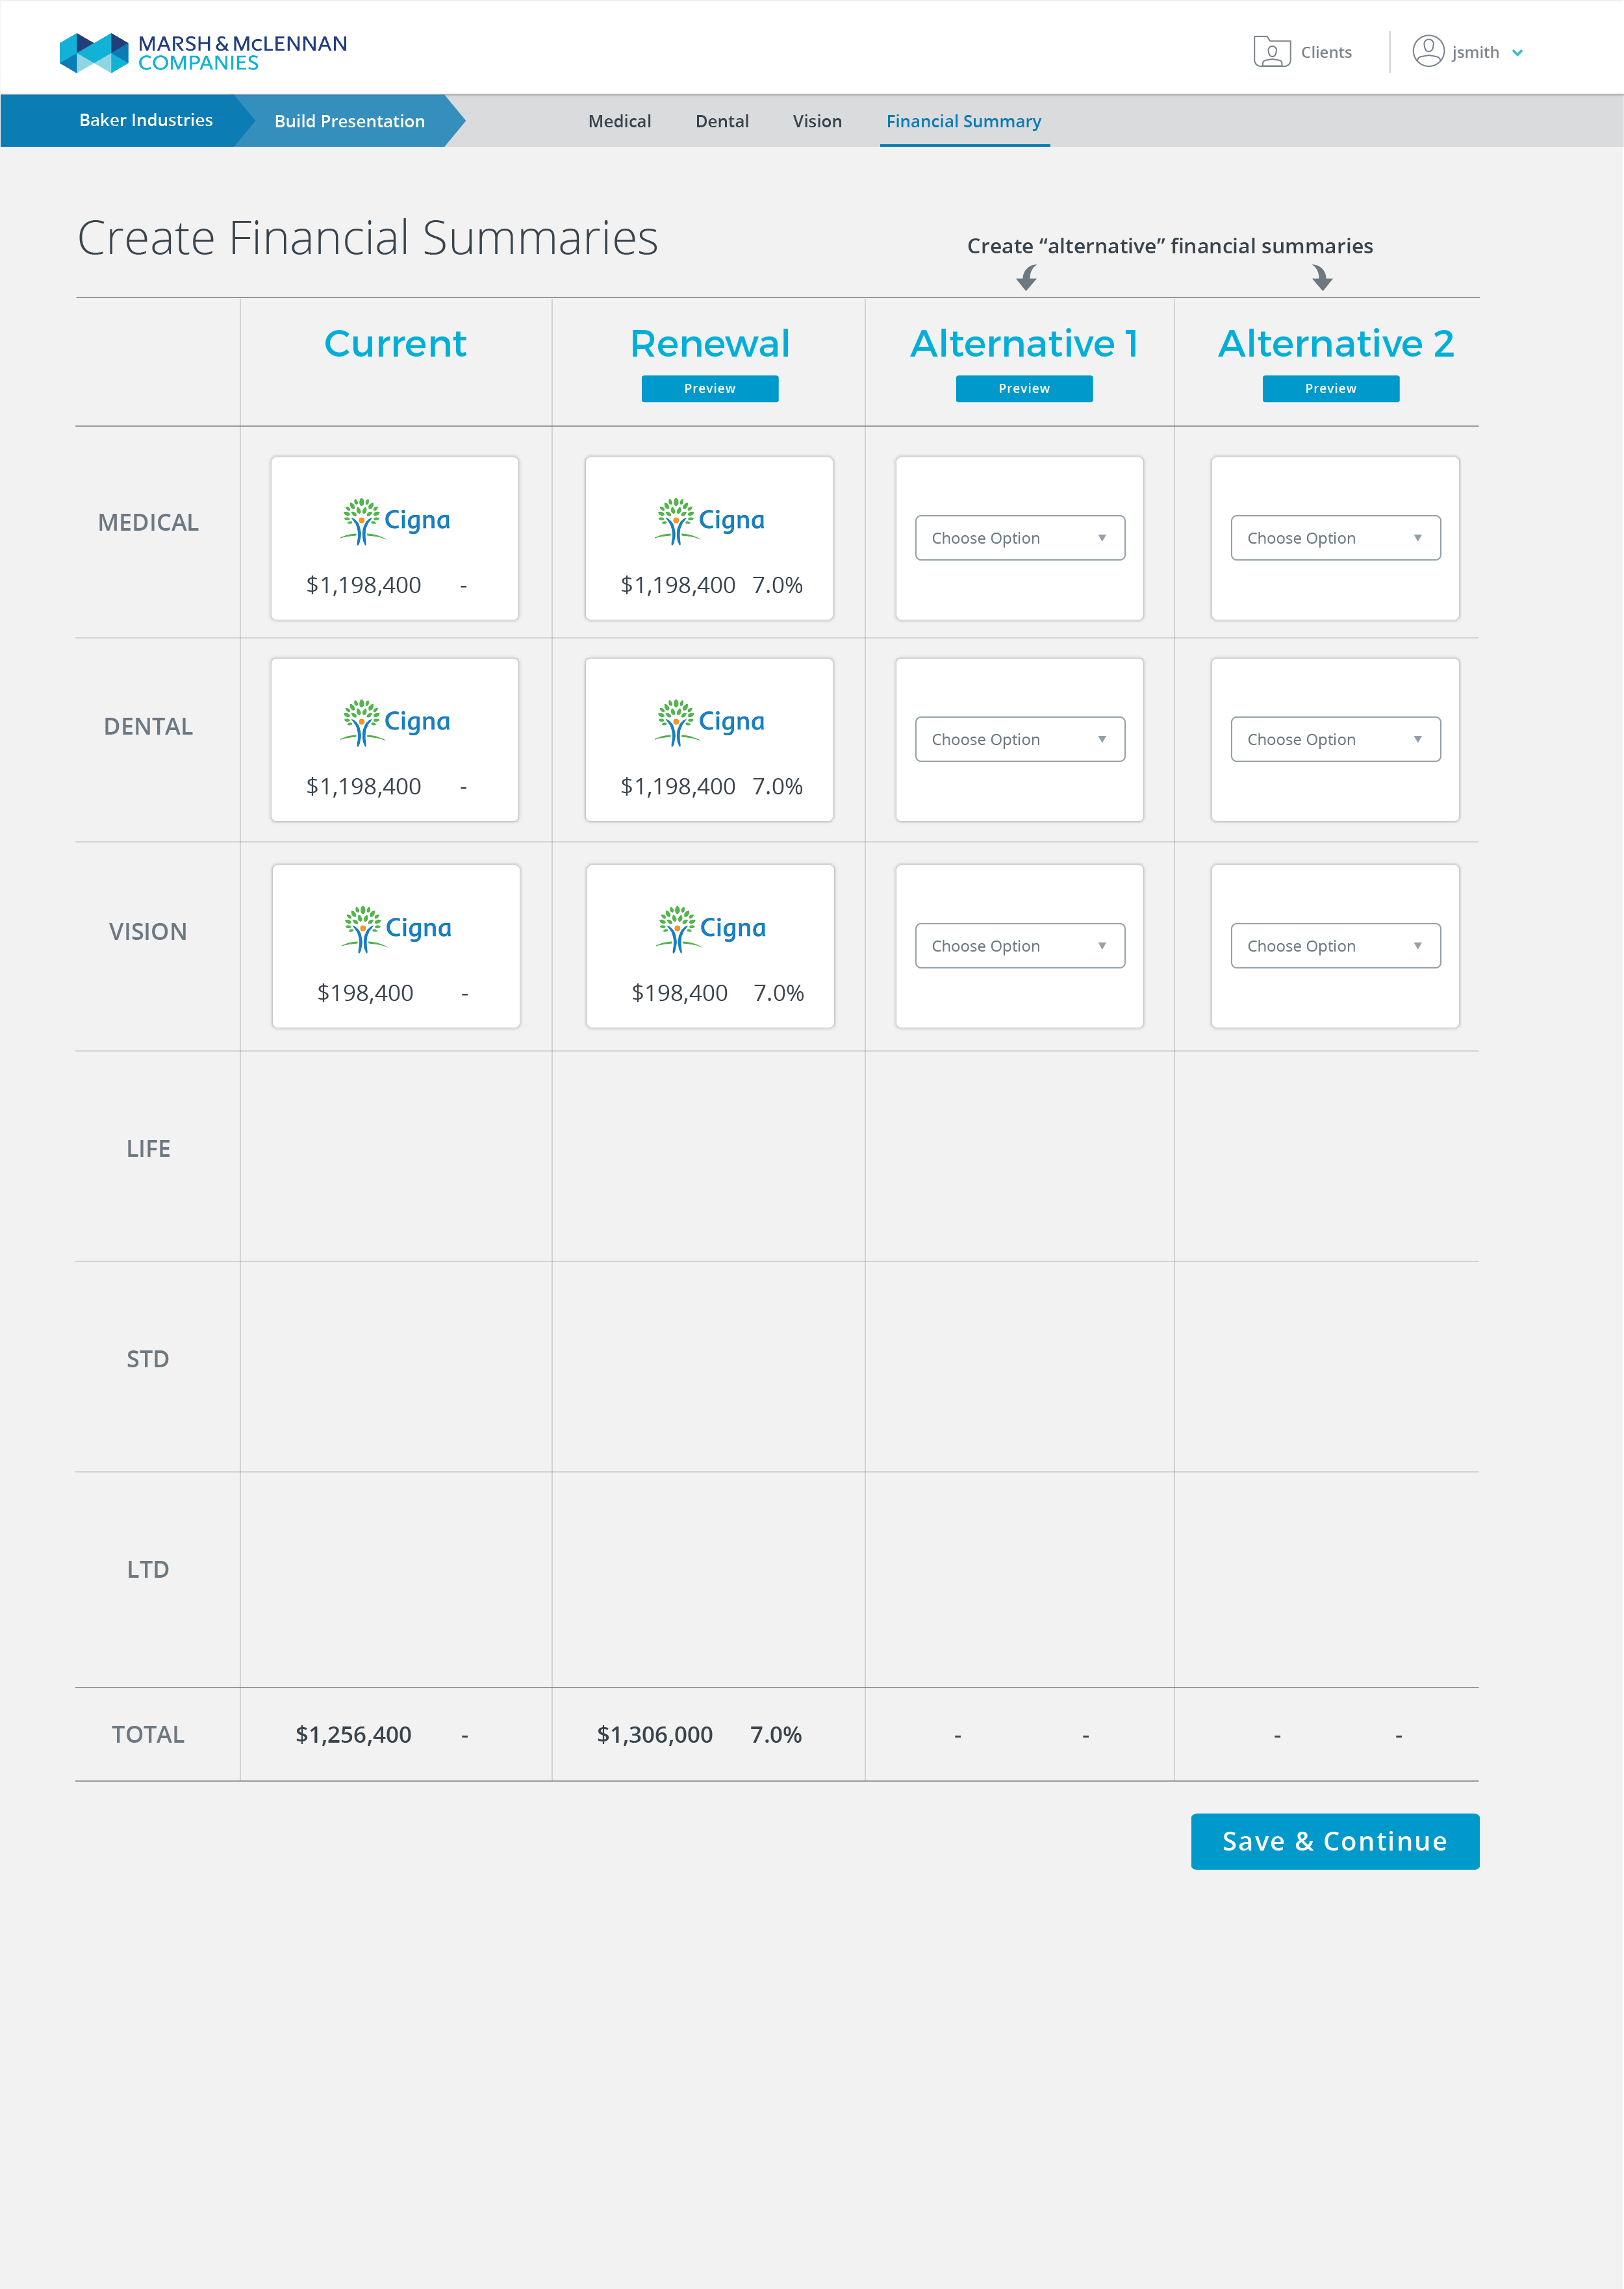 MARSH & McLENNAN
COMPANIES
Clients
jsmith
Baker Industries
Build Presentation
Medical
Dental
Vision
Financial Summary
Create Financial Summaries
Create “alternative” financial summaries
Current
Renewal
Alternative 1
Alternative 2
Preview
Preview
Preview
MEDICAL
Cigna
$1,198,400 -
Cigna
$1,198,400 7.0%
Choose Option
Choose Option
DENTAL
Cigna
$1,198,400 -
Cigna
$1,198,400 7.0%
Choose Option
Choose Option
VISION
Cigna
$198,400 -
Cigna
$198,400 7.0%
Choose Option
Choose Option
LIFE
STD
LTD
TOTAL
$1,256,400 -
$1,306,000 7.0%
- -
- -
Save & Continue